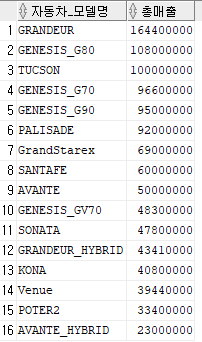 자동차_모델명 총매출
1 GRANDEUR 164400000
2 GENESIS_G80 108000000
3 TUCSON 100000000
4 GENESIS_G70 96600000
5 GENESIS_G90 95000000
6 PALISADE 92000000
7 GrandStarex 69000000
8 SANTAFE 60000000
9 AVANTE 50000000
10 GENESIS_GV70 48300000
11 SONATA 47800000
12 GRANDEUR_HYBRID 43410000
13 KONA 40800000
14 Venue 39440000
15 POTER2 33400000
16 AVANTE_HYBRID 23000000